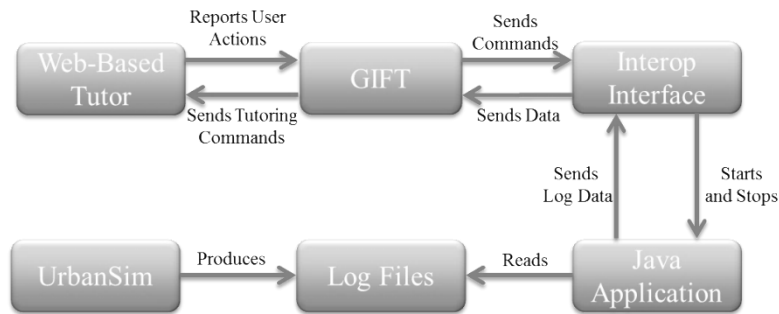 Reports User
Actions
Sends
Commands
Web-Based
Tutor
GIFT
Interop
Interface
Sends Tutoring
Commands
Sends Data
Sends
Log Data
Starts
and Stops
UrbanSim
Produces
Log Files
Reads
Java
Application